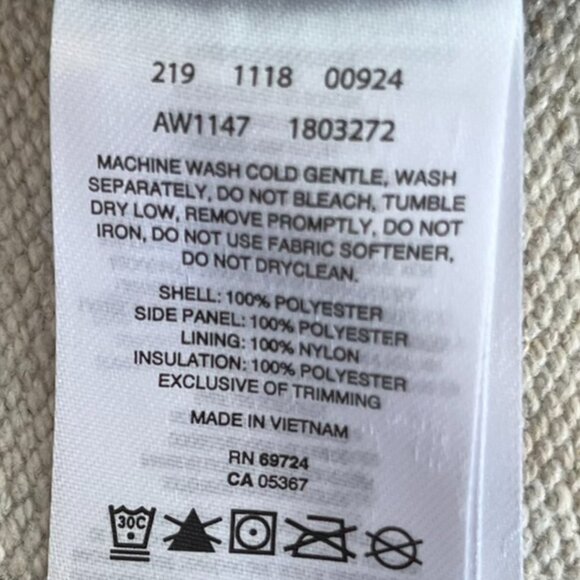 219 1118 00924
AW1147 1803272
MACHINE WASH COLD GENTLE, WASH
SEPARATELY, DO NOT BLEACH, TUMBLE
DRY LOW, REMOVE PROMPTLY, DO NOT
IRON, DO NOT USE FABRIC SOFTENER,
DO NOT DRYCLEAN.
SHELL: 100% POLYESTER
SIDE PANEL: 100% POLYESTER
LINING: 100% NYLON
INSULATION: 100% POLYESTER
EXCLUSIVE OF TRIMMING
MADE IN VIETNAM
RN 69724
CA 05367
30C